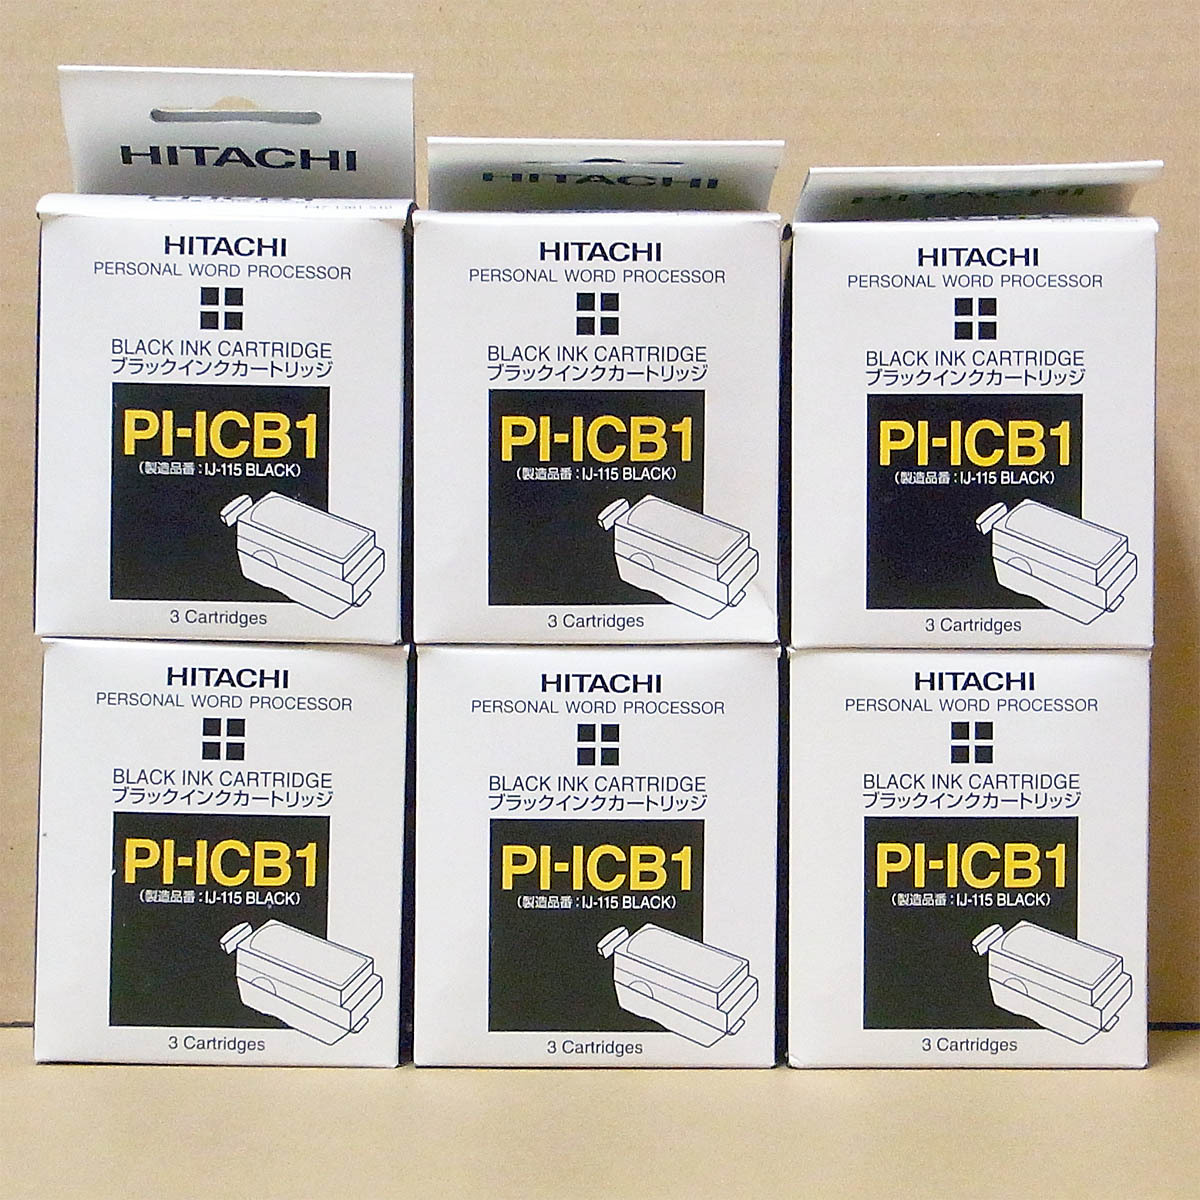 HITACHI
HITACHI
PERSONAL WORD PROCESSOR
BLACK INK CARTRIDGE
ブラックインクカートリッジ
PI-ICB1
(製造品番:IJ-115 BLACK)
3 Cartridges
HITACHI
HITACHI
PERSONAL WORD PROCESSOR
BLACK INK CARTRIDGE
ブラックインクカートリッジ
PI-ICB1
(製造品番:IJ-115 BLACK)
3 Cartridges
HITACHI
HITACHI
PERSONAL WORD PROCESSOR
BLACK INK CARTRIDGE
ブラックインクカートリッジ
PI-ICB1
(製造品番:IJ-115 BLACK)
3 Cartridges
HITACHI
PERSONAL WORD PROCESSOR
BLACK INK CARTRIDGE
ブラックインクカートリッジ
PI-ICB1
(製造品番:IJ-115 BLACK)
3 Cartridges
HITACHI
PERSONAL WORD PROCESSOR
BLACK INK CARTRIDGE
ブラックインクカートリッジ
PI-ICB1
(製造品番:IJ-115 BLACK)
3 Cartridges
HITACHI
PERSONAL WORD PROCESSOR
BLACK INK CARTRIDGE
ブラックインクカートリッジ
PI-ICB1
(製造品番:IJ-115 BLACK)
3 Cartridges